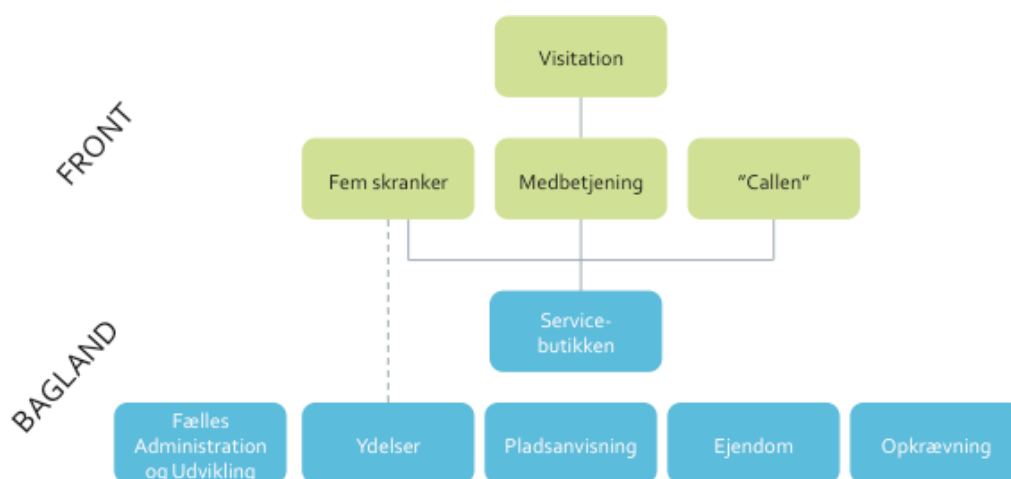 Visitation
FRONT
Fem skranker
Medbetjening
”Callen”
Service-
butikken
BAGLAND
Fælles
Administration
og Udvikling
Ydelser
Pladsanvisning
Ejendom
Opkrævning